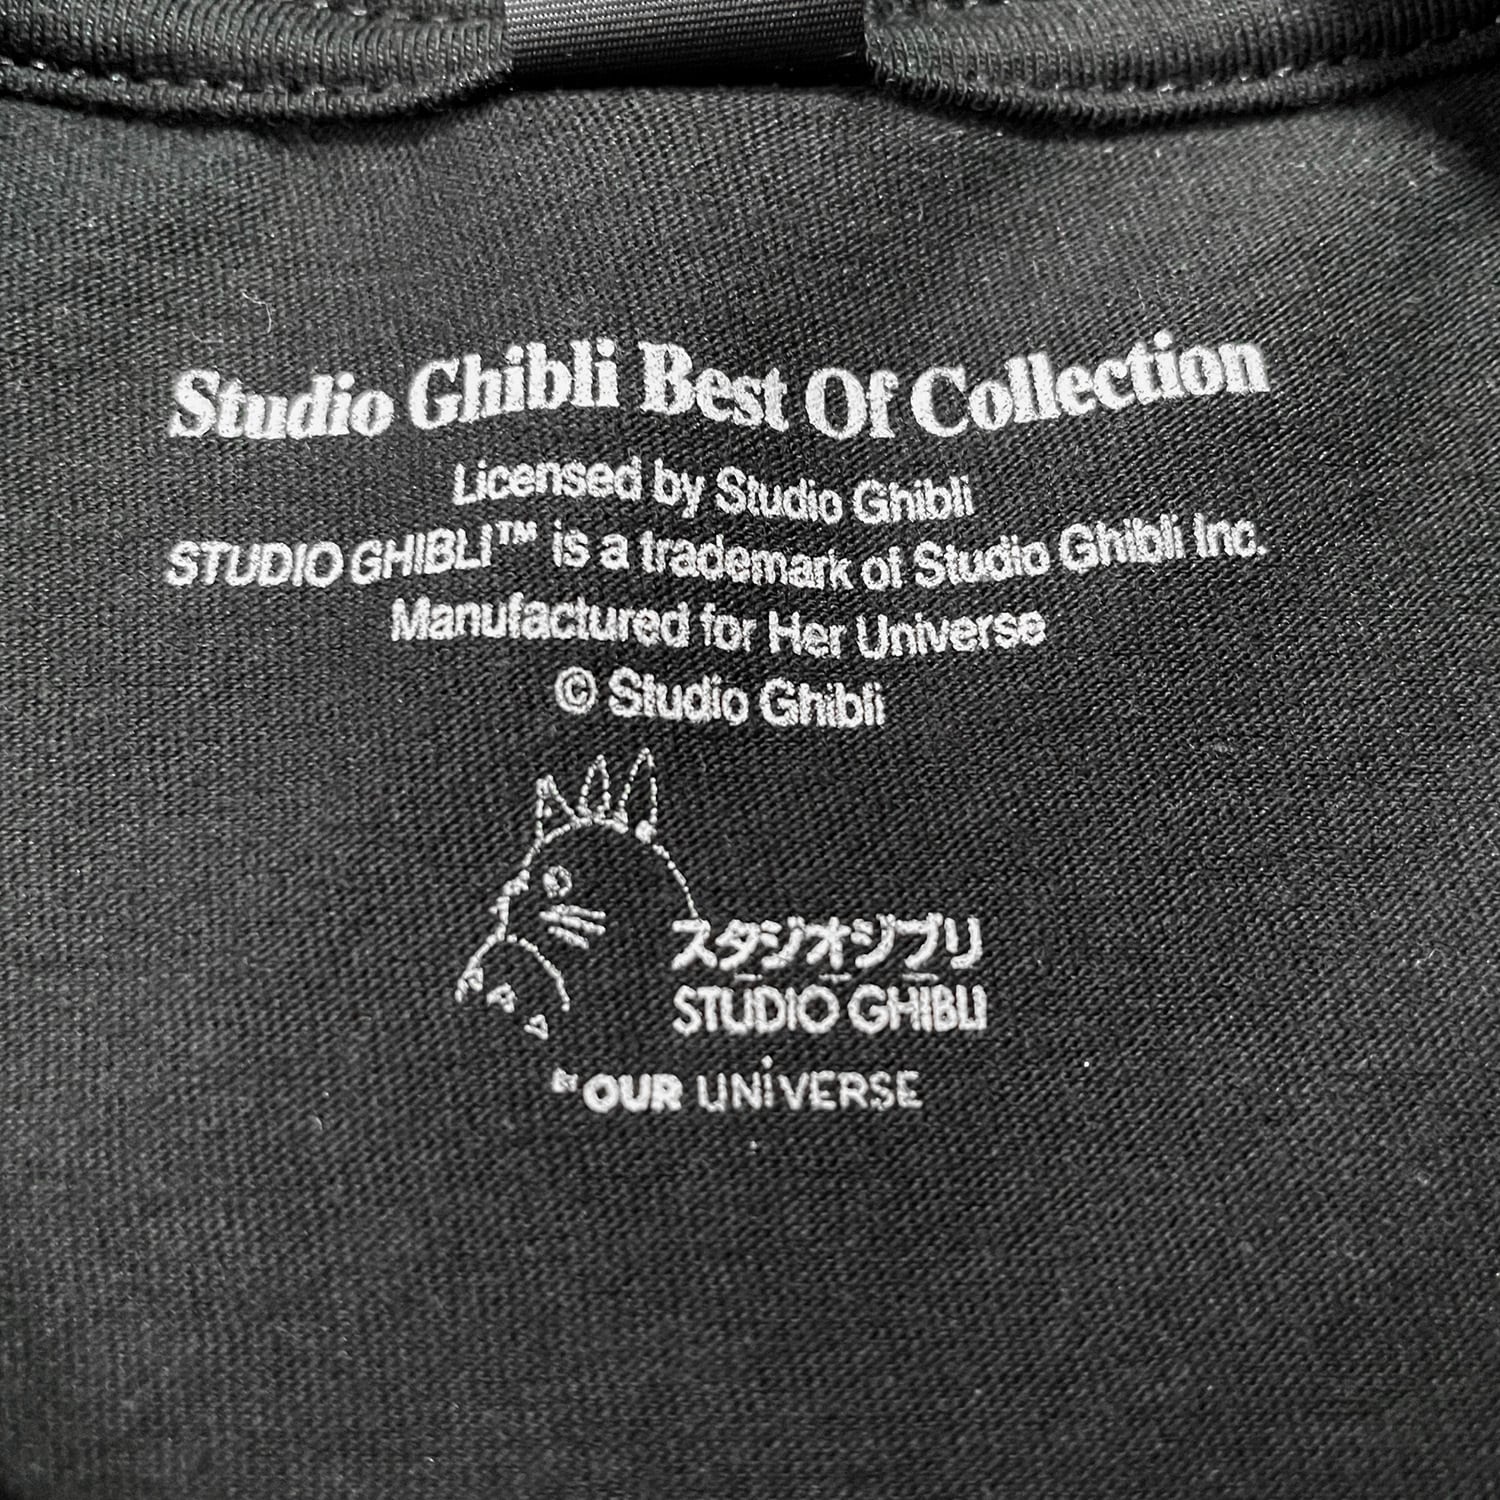 Studio Ghibli Best Of Collection
Licensed by Studio Ghibli
STUDIO GHIBLI™ is a trademark of Studio Ghibli Inc.
Manufactured for Her Universe
© Studio Ghibli
スタジオジブリ
STUDIO GHIBLI
BY OUR UNiVERSE